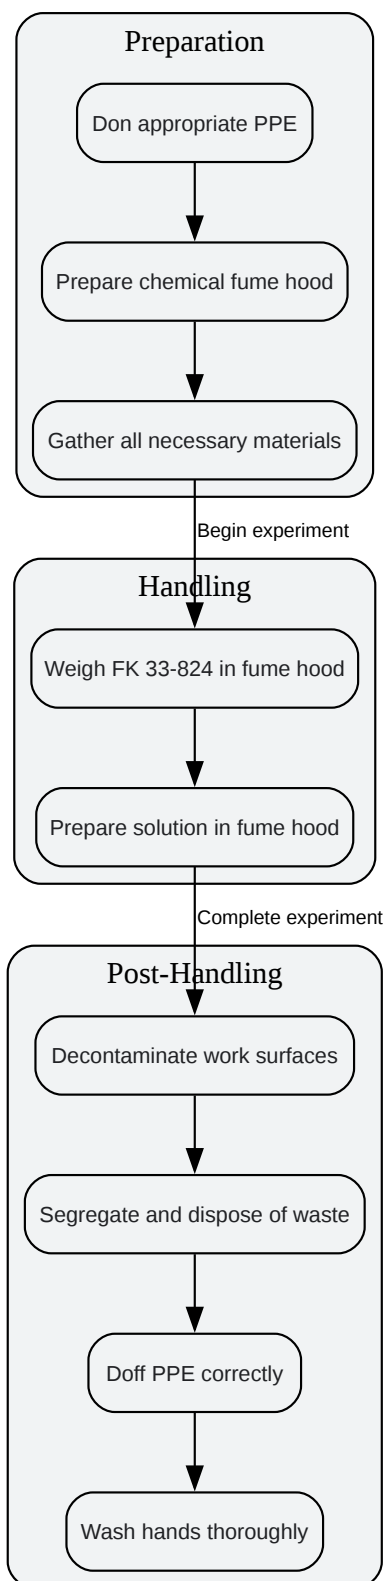 Preparation
Don appropriate PPE
Prepare chemical fume hood
Gather all necessary materials
Begin experiment
Handling
Weigh FK 33-824 in fume hood
Prepare solution in fume hood
Complete experiment
Post-Handling
Decontaminate work surfaces
Segregate and dispose of waste
Doff PPE correctly
Wash hands thoroughly